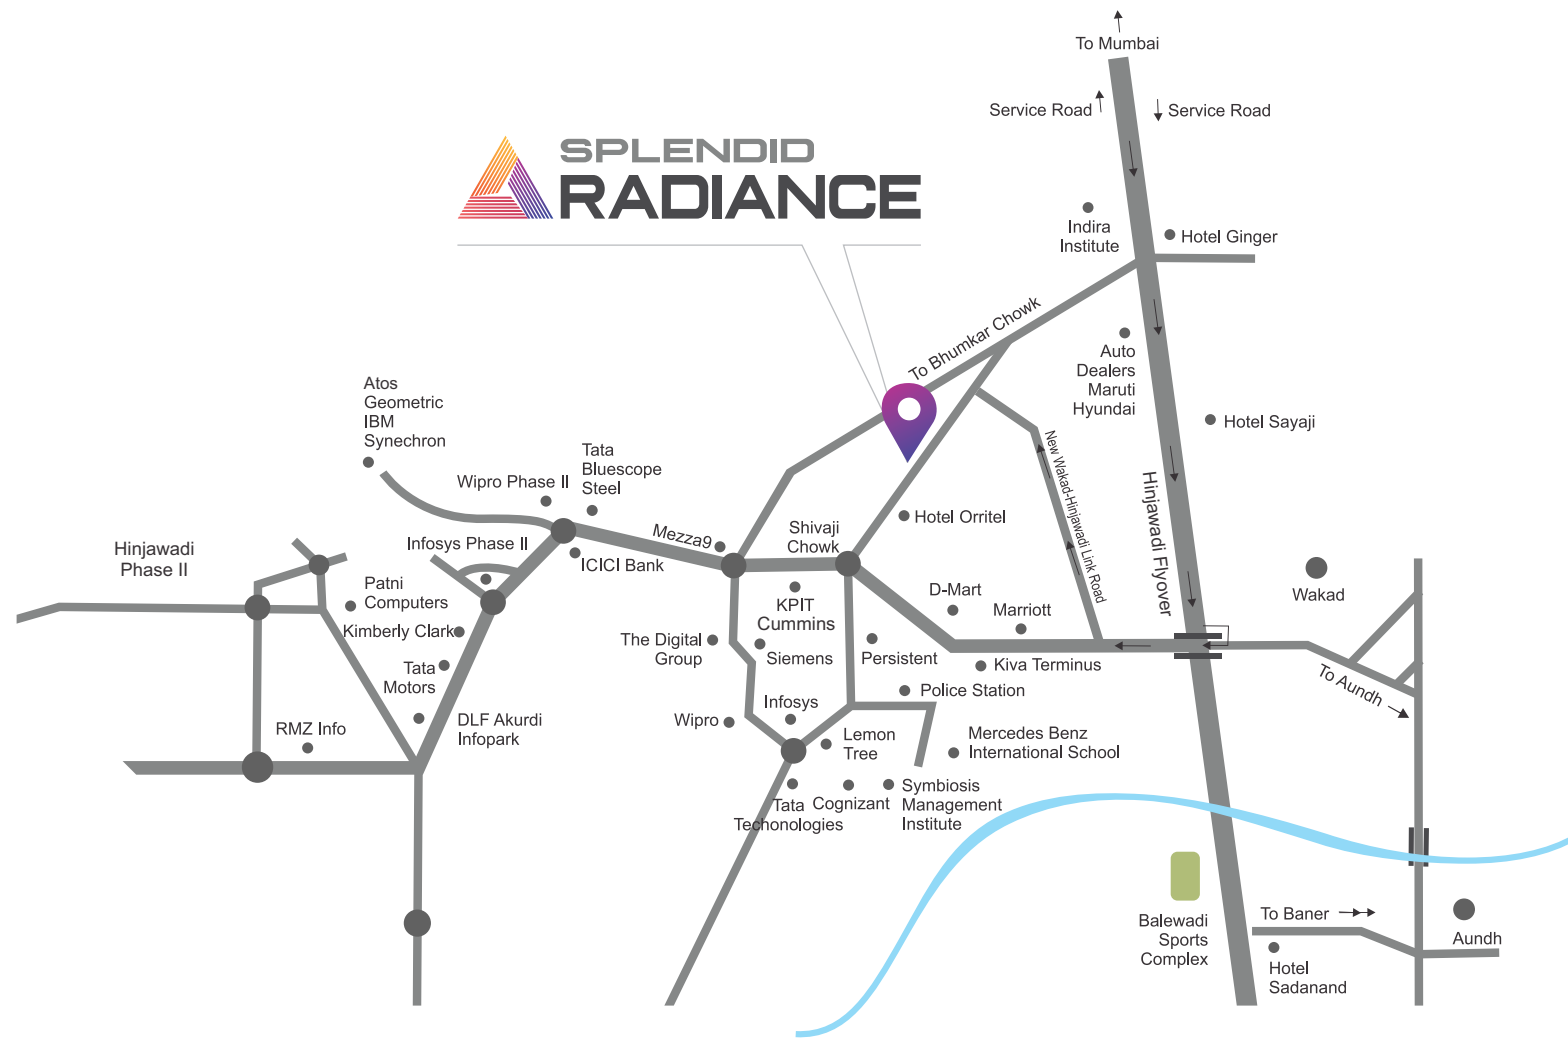 To Mumbai
Service Road
Service Road
SPLENDID
RADIANCE
Indira
Institute
Hotel Ginger
To Bhumkar Chowk
Auto
Dealers
Maruti
Hyundai
Hotel Sayaji
Atos
Geometric
IBM
Synechron
Tata
Bluescope
Steel
Wipro Phase II
New Wakad-Hinjawadi Link Road
Hinjawadi Flyover
Hotel Orritel
Mezza9
Shivaji
Chowk
Infosys Phase II
ICICI Bank
Hinjawadi
Phase II
Patni
Computers
KPIT
Cummins
D-Mart
Marriott
Wakad
Kimberly Clark
The Digital
Group
Siemens
Persistent
Kiva Terminus
Tata
Motors
To Aundh
Police Station
Infosys
Wipro
RMZ Info
DLF Akurdi
Infopark
Lemon
Tree
Mercedes Benz
International School
Tata
Techonologies
Cognizant
Symbiosis
Management
Institute
Balewadi
Sports
Complex
To Baner
Aundh
Hotel
Sadanand